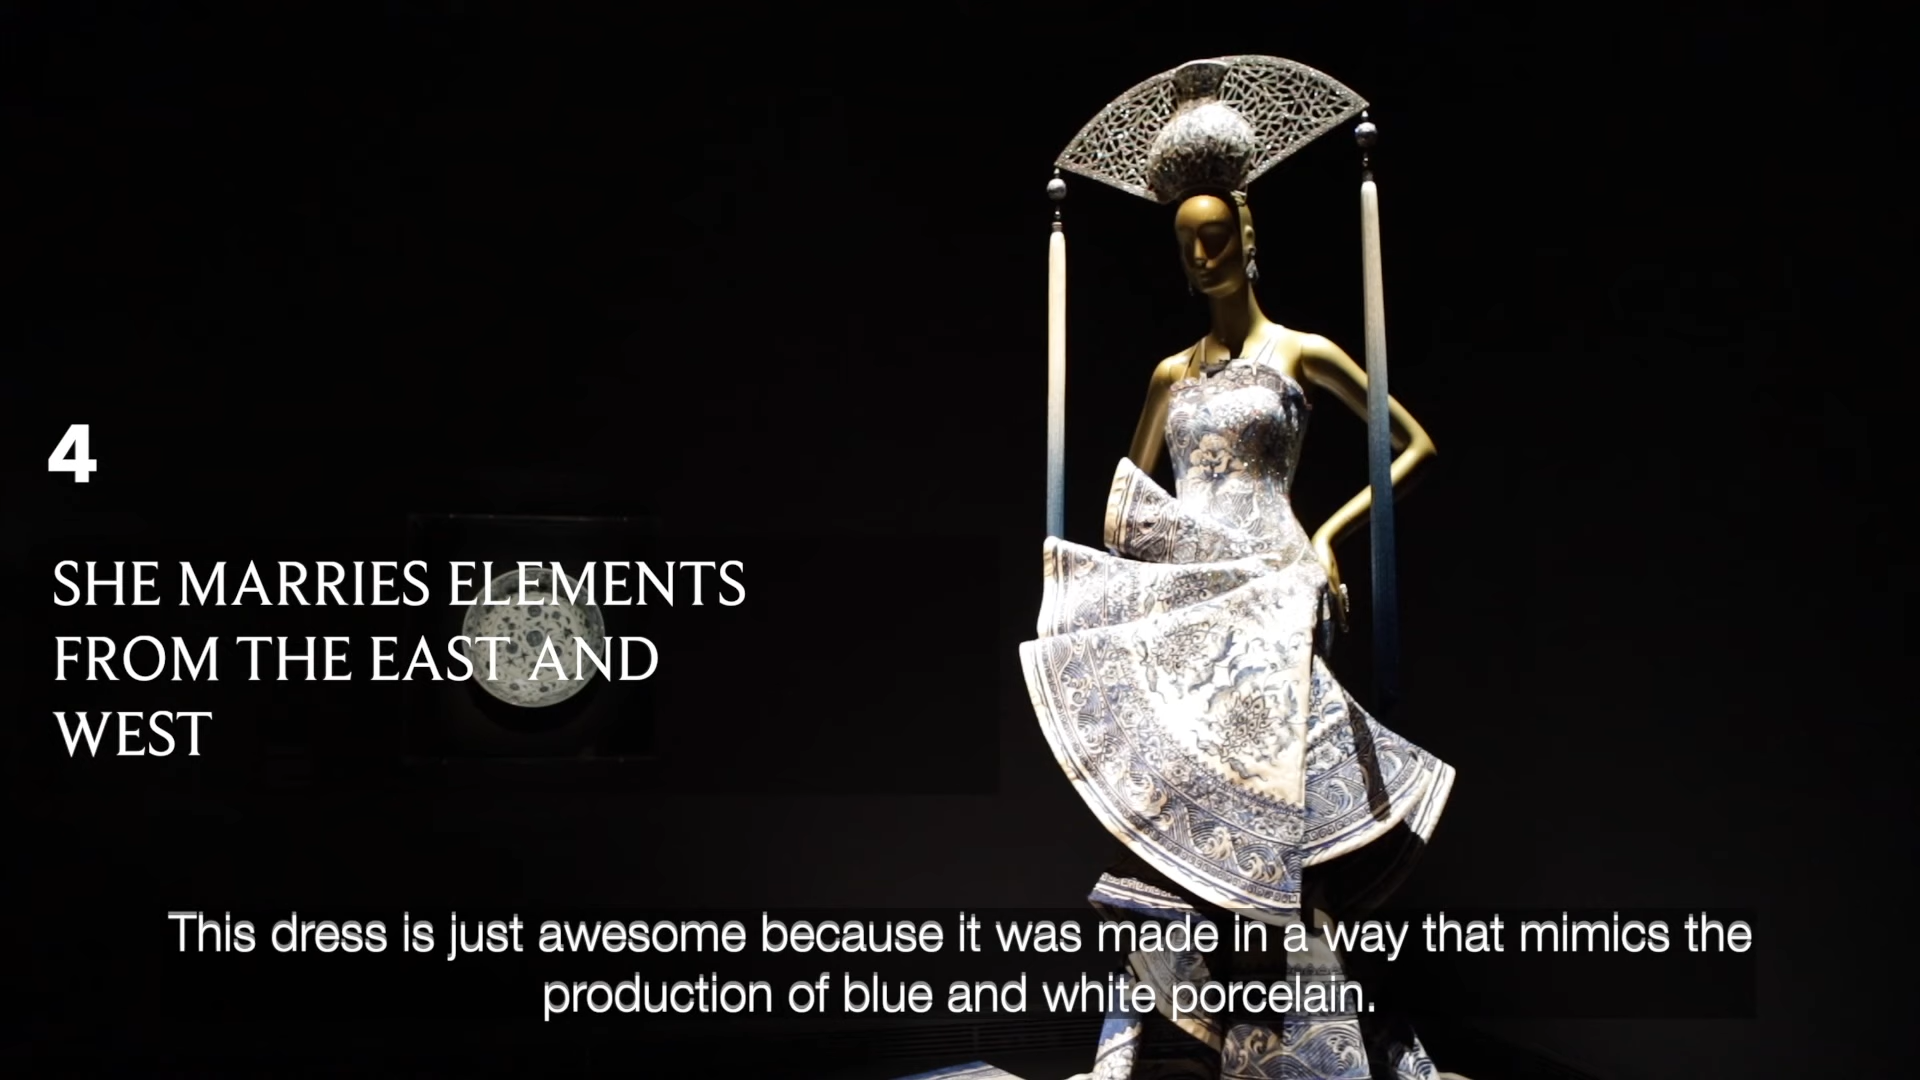 4
SHE MARRIES ELEMENTS
FROM THE EAST AND
WEST
This dress is just awesome because it was made in a way that mimics the
production of blue and white porcelain.